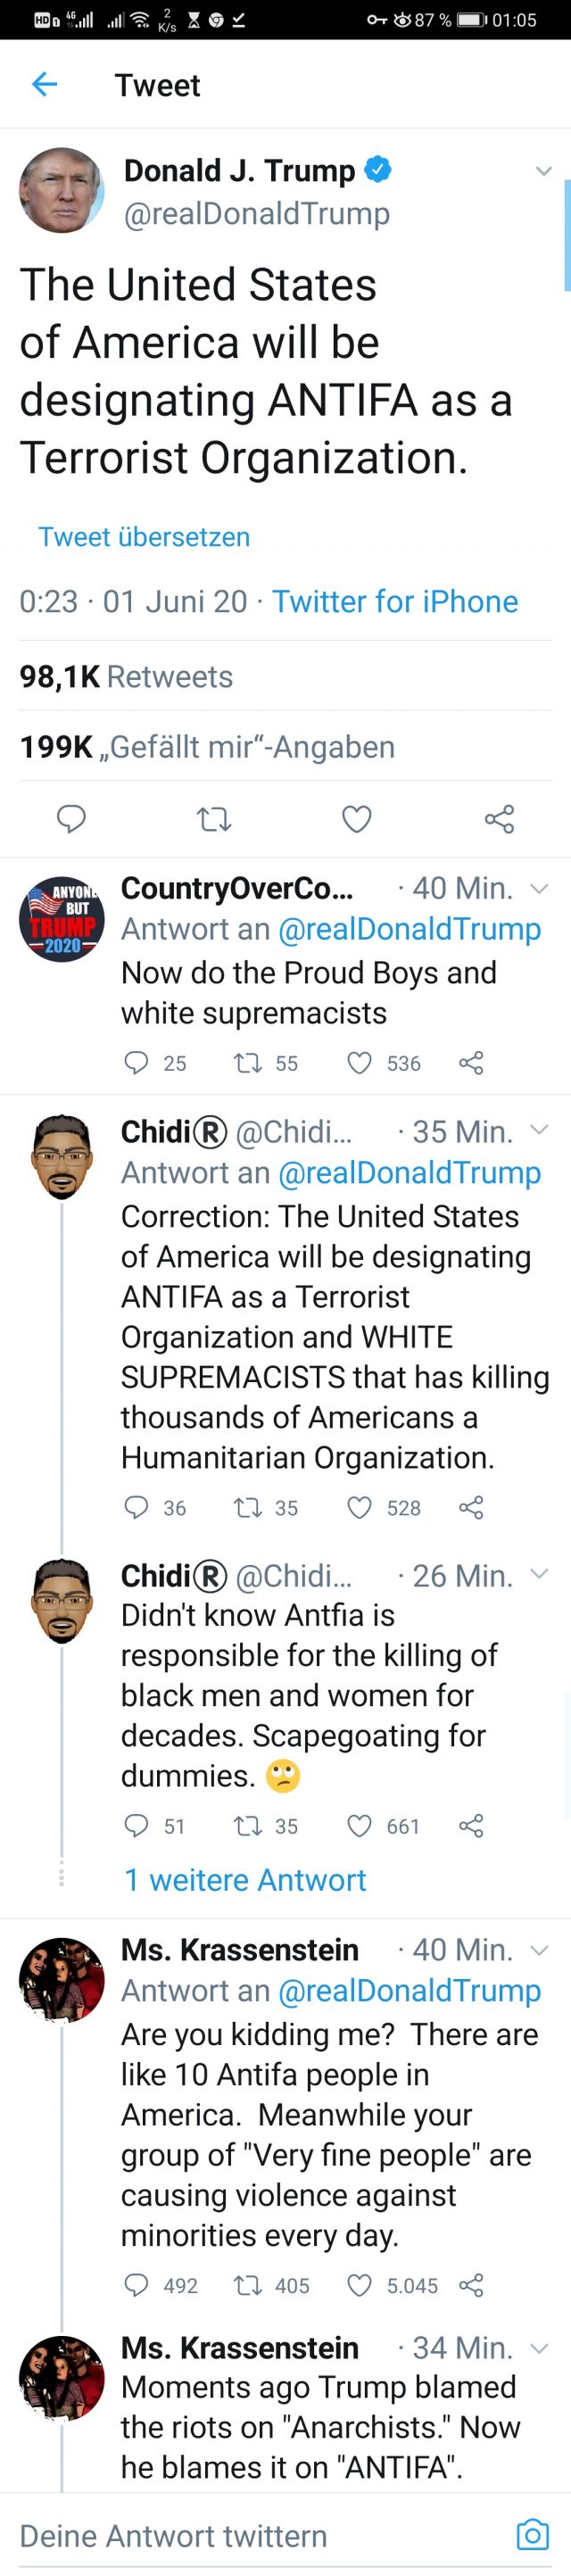 HD 4G 2 K/s 87 % 01:05
Tweet
Donald J. Trump
@realDonaldTrump
The United States
of America will be
designating ANTIFA as a
Terrorist Organization.
Tweet übersetzen
0:23 · 01 Juni 20 · Twitter for iPhone
98,1K Retweets
199K „Gefällt mir“-Angaben
ANYONE
BUT
TRUMP
2020
CountryOverCo... · 40 Min.
Antwort an @realDonaldTrump
Now do the Proud Boys and
white supremacists
25 55 536
Chidi® @Chidi... · 35 Min.
Antwort an @realDonaldTrump
Correction: The United States
of America will be designating
ANTIFA as a Terrorist
Organization and WHITE
SUPREMACISTS that has killing
thousands of Americans a
Humanitarian Organization.
36 35 528
Chidi® @Chidi... · 26 Min.
Didn't know Antfia is
responsible for the killing of
black men and women for
decades. Scapegoating for
dummies. 🙄
51 35 661
1 weitere Antwort
Ms. Krassenstein · 40 Min.
Antwort an @realDonaldTrump
Are you kidding me? There are
like 10 Antifa people in
America. Meanwhile your
group of "Very fine people" are
causing violence against
minorities every day.
492 405 5.045
Ms. Krassenstein · 34 Min.
Moments ago Trump blamed
the riots on "Anarchists." Now
he blames it on "ANTIFA".
Deine Antwort twittern